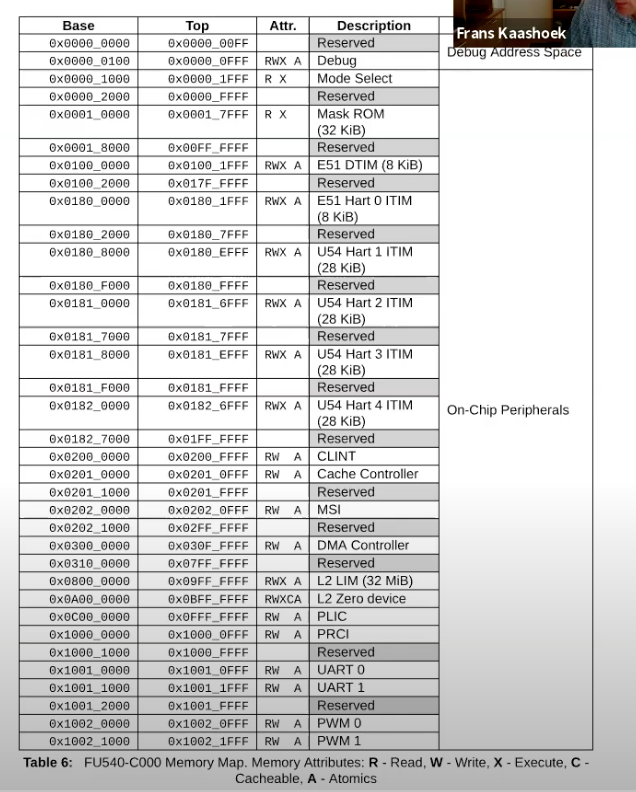 Frans Kaashoek
Base Top Attr. Description
0x0000_0000 0x0000_00FF Reserved
Debug Address Space
0x0000_0100 0x0000_0FFF RWX A Debug
0x0000_1000 0x0000_1FFF R X Mode Select
0x0000_2000 0x0000_FFFF Reserved
0x0001_0000 0x0001_7FFF R X Mask ROM
(32 KiB)
0x0001_8000 0x00FF_FFFF Reserved
0x0100_0000 0x0100_1FFF RWX A E51 DTIM (8 KiB)
0x0100_2000 0x017F_FFFF Reserved
0x0180_0000 0x0180_1FFF RWX A E51 Hart 0 ITIM
(8 KiB)
0x0180_2000 0x0180_7FFF Reserved
0x0180_8000 0x0180_EFFF RWX A U54 Hart 1 ITIM
(28 KiB)
0x0180_F000 0x0180_FFFF Reserved
0x0181_0000 0x0181_6FFF RWX A U54 Hart 2 ITIM
(28 KiB)
0x0181_7000 0x0181_7FFF Reserved
0x0181_8000 0x0181_EFFF RWX A U54 Hart 3 ITIM
(28 KiB)
0x0181_F000 0x0181_FFFF Reserved
0x0182_0000 0x0182_6FFF RWX A U54 Hart 4 ITIM
On-Chip Peripherals
(28 KiB)
0x0182_7000 0x01FF_FFFF Reserved
0x0200_0000 0x0200_FFFF RW A CLINT
0x0201_0000 0x0201_0FFF RW A Cache Controller
0x0201_1000 0x0201_FFFF Reserved
0x0202_0000 0x0202_0FFF RW A MSI
0x0202_1000 0x02FF_FFFF Reserved
0x0300_0000 0x030F_FFFF RW A DMA Controller
0x0310_0000 0x07FF_FFFF Reserved
0x0800_0000 0x09FF_FFFF RWX A L2 LIM (32 MiB)
0x0A00_0000 0x0BFF_FFFF RWXCA L2 Zero device
0x0C00_0000 0x0FFF_FFFF RW A PLIC
0x1000_0000 0x1000_0FFF RW A PRCI
0x1000_1000 0x1000_FFFF Reserved
0x1001_0000 0x1001_0FFF RW A UART 0
0x1001_1000 0x1001_1FFF RW A UART 1
0x1001_2000 0x1001_FFFF Reserved
0x1002_0000 0x1002_0FFF RW A PWM 0
0x1002_1000 0x1002_1FFF RW A PWM 1
Table 6: FU540-C000 Memory Map. Memory Attributes: R - Read, W - Write, X - Execute, C -
Cacheable, A - Atomics